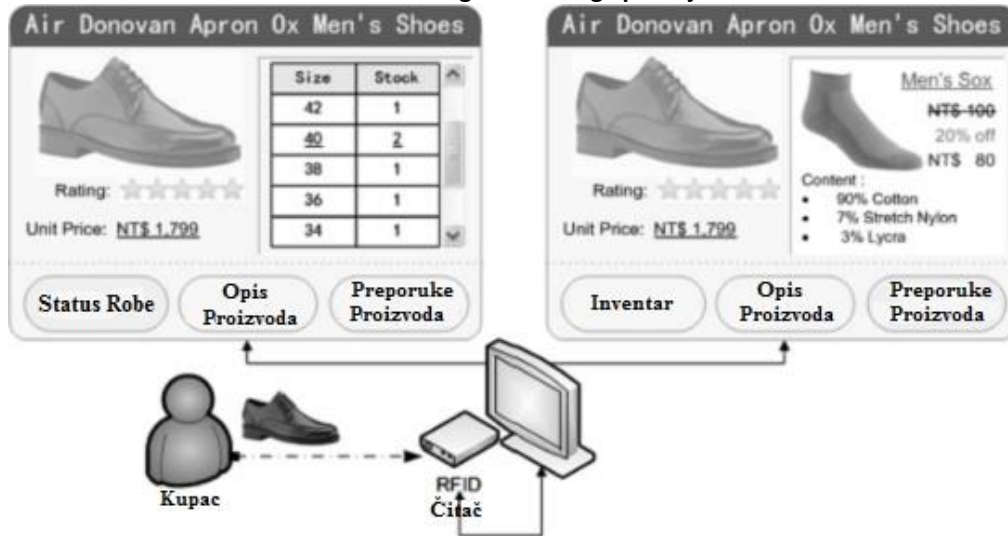 Air Donovan Apron Ox Men's Shoes
Size Stock
42 1
40 2
38 1
36 1
34 1
Rating:
Unit Price: NT$ 1,799
Status Robe
Opis
Proizvoda
Preporuke
Proizvoda
Air Donovan Apron Ox Men's Shoes
Men's Sox
NT$ 100
20% off
NT$ 80
Content :
• 90% Cotton
• 7% Stretch Nylon
• 3% Lycra
Rating:
Unit Price: NT$ 1,799
Inventar
Opis
Proizvoda
Preporuke
Proizvoda
Kupac
RFID
Čitač